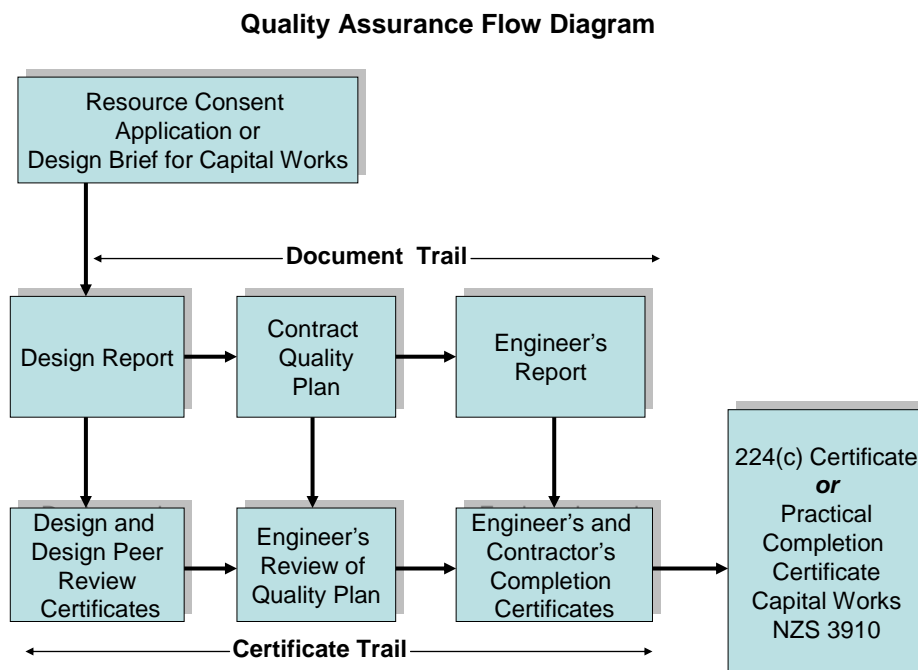 Quality Assurance Flow Diagram
Resource Consent
Application or
Design Brief for Capital Works
Document Trail
Design Report
Contract
Quality
Plan
Engineer's
Report
Design and
Design Peer
Review
Certificates
Engineer's
Review of
Quality Plan
Engineer's and
Contractor's
Completion
Certificates
224(c) Certificate
or
Practical
Completion
Certificate
Capital Works
NZS 3910
Certificate Trail